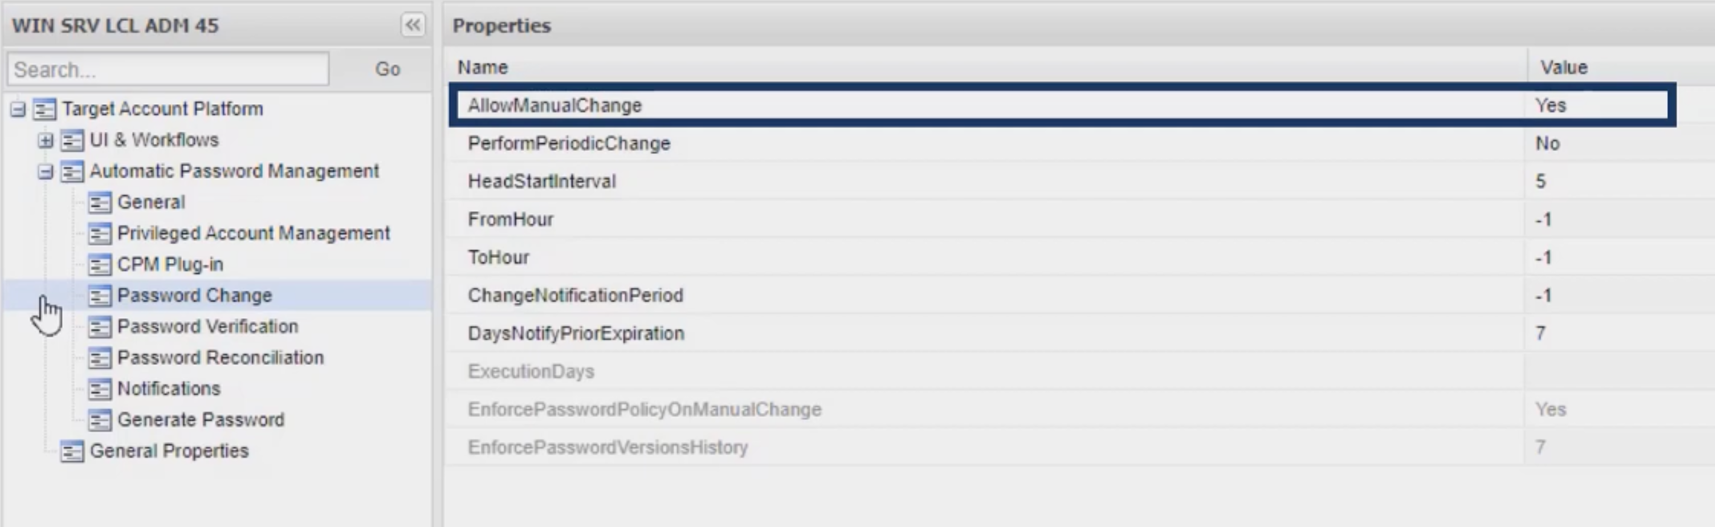 WIN SRV LCL ADM 45
Search...
Go
Target Account Platform
UI & Workflows
Automatic Password Management
General
Privileged Account Management
CPM Plug-in
Password Change
Password Verification
Password Reconciliation
Notifications
Generate Password
General Properties
Properties
Name Value
AllowManualChange Yes
PerformPeriodicChange No
HeadStartInterval 5
FromHour -1
ToHour -1
ChangeNotificationPeriod -1
DaysNotifyPriorExpiration 7
ExecutionDays
EnforcePasswordPolicyOnManualChange Yes
EnforcePasswordVersionsHistory 7